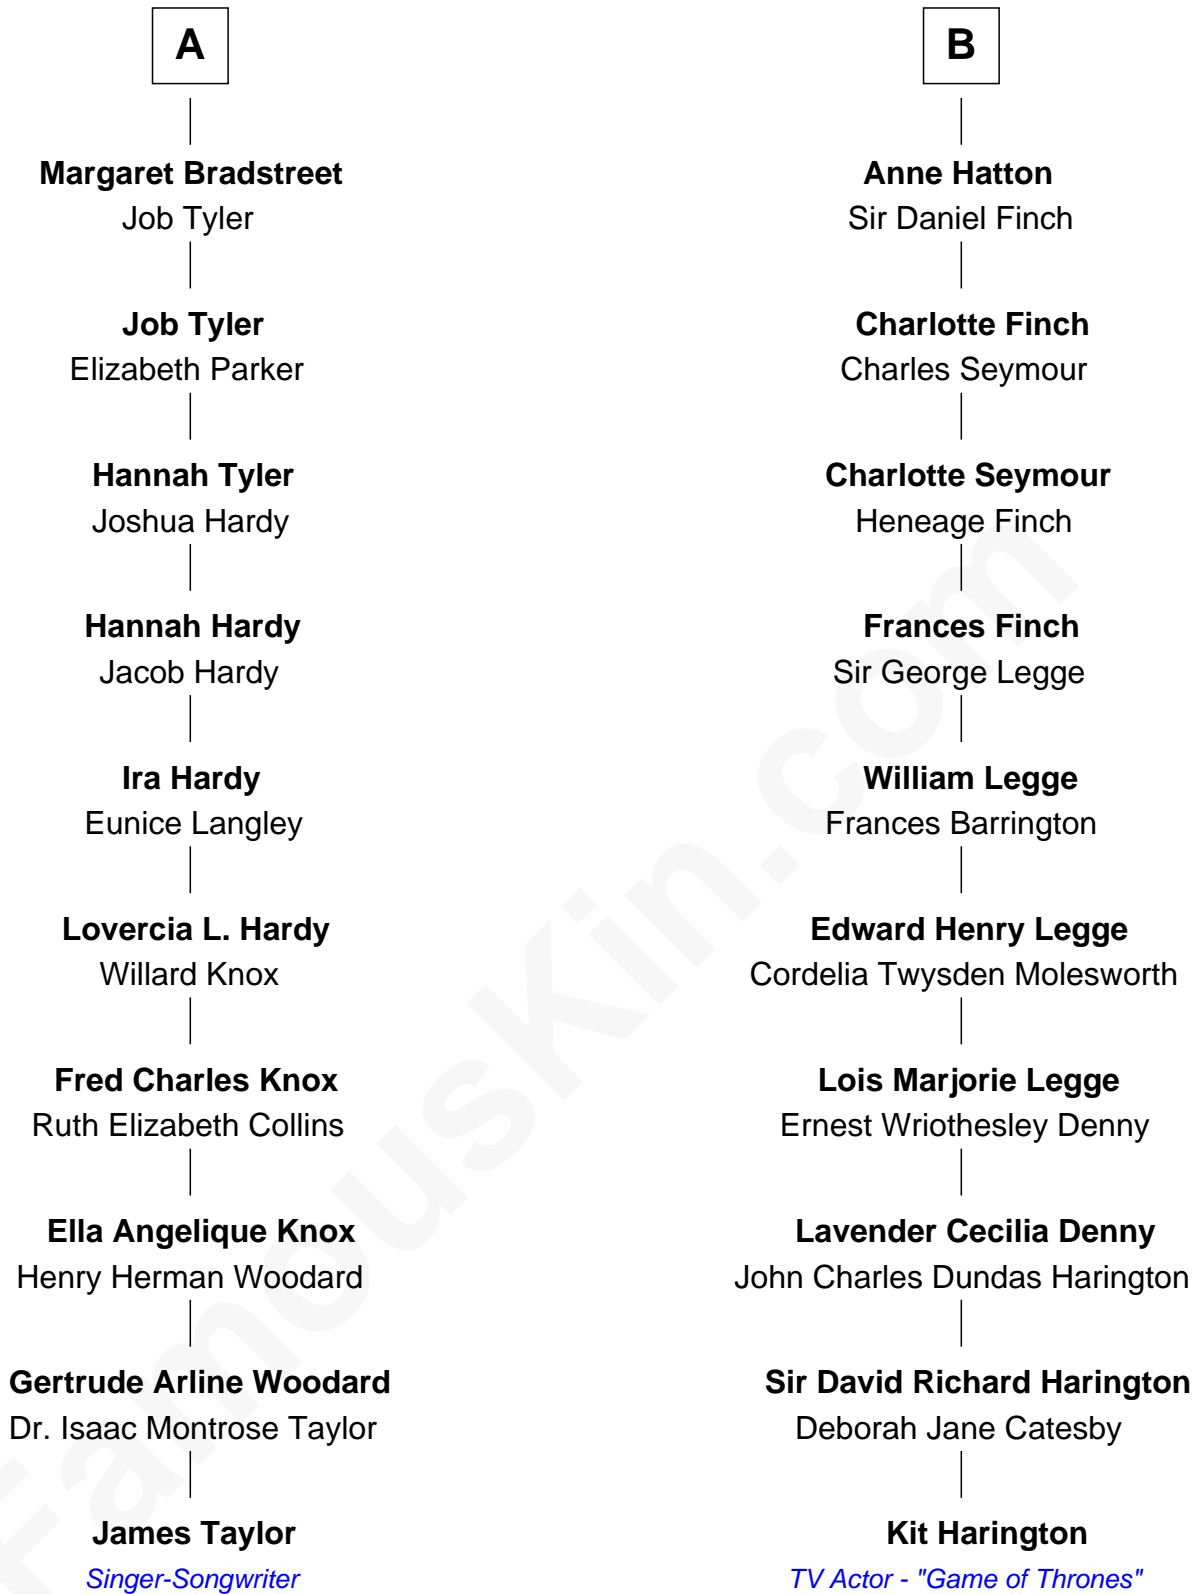 A
Margaret Bradstreet
Job Tyler
Job Tyler
Elizabeth Parker
Hannah Tyler
Joshua Hardy
Hannah Hardy
Jacob Hardy
Ira Hardy
Eunice Langley
Lovercia L. Hardy
Willard Knox
Fred Charles Knox
Ruth Elizabeth Collins
Ella Angelique Knox
Henry Herman Woodard
Gertrude Arline Woodard
Dr. Isaac Montrose Taylor
James Taylor
Singer-Songwriter
B
Anne Hatton
Sir Daniel Finch
Charlotte Finch
Charles Seymour
Charlotte Seymour
Heneage Finch
Frances Finch
Sir George Legge
William Legge
Frances Barrington
Edward Henry Legge
Cordelia Twysden Molesworth
Lois Marjorie Legge
Ernest Wriothesley Denny
Lavender Cecilia Denny
John Charles Dundas Harington
Sir David Richard Harington
Deborah Jane Catesby
Kit Harington
TV Actor - "Game of Thrones"
FamousKin.com